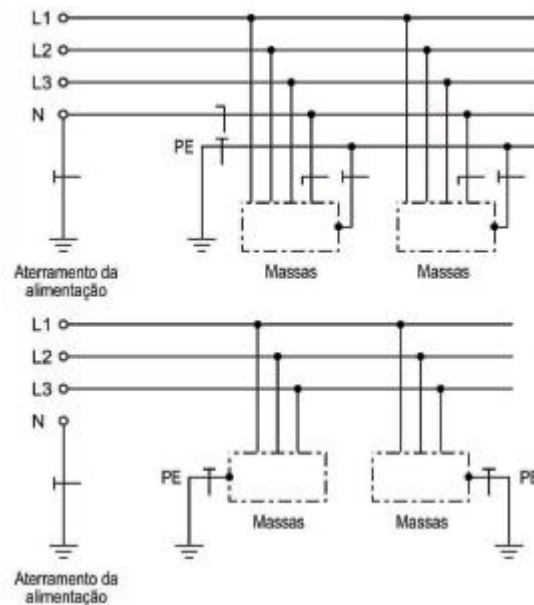 L1
L2
L3
N
PE
Massas
Massas
Aterramento da
alimentação
L1
L2
L3
N
PE
PE
Massas
Massas
Aterramento da
alimentação